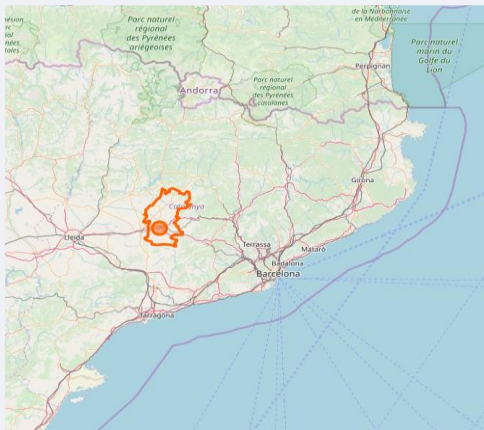 de la Narbonnaise
en Méditerranée
Parc naturel
régional
des Pyrénées
ariégeoises
Parc naturel
marin du
Golfe du
Lion
Perpignan
Andorra
Parc naturel
régional
des Pyrénées
catalanes
Girona
Catalunya
Lleida
Terrassa
Mataró
Badalona
Barcelona
Tarragona